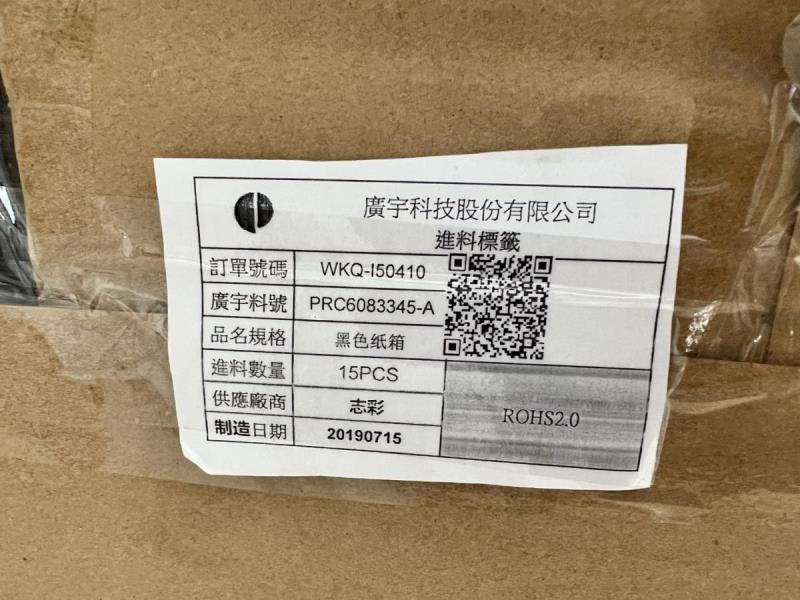 廣宇科技股份有限公司
進料標籤
訂單號碼 WKQ-I50410
廣宇料號 PRC6083345-A
品名規格 黑色纸箱
進料數量 15PCS
供應廠商 志彩
制造日期 20190715
ROHS2.0